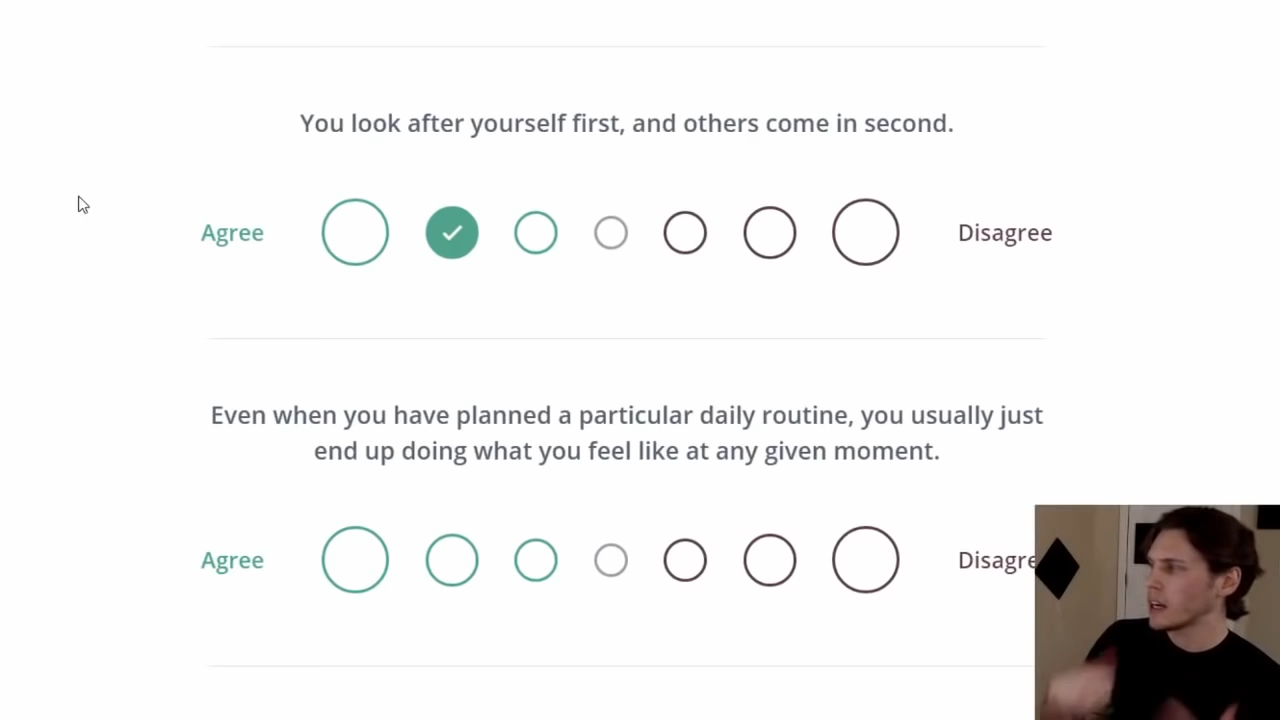 You look after yourself first, and others come in second.
Agree
Disagree
Even when you have planned a particular daily routine, you usually just
end up doing what you feel like at any given moment.
Agree
Disagre